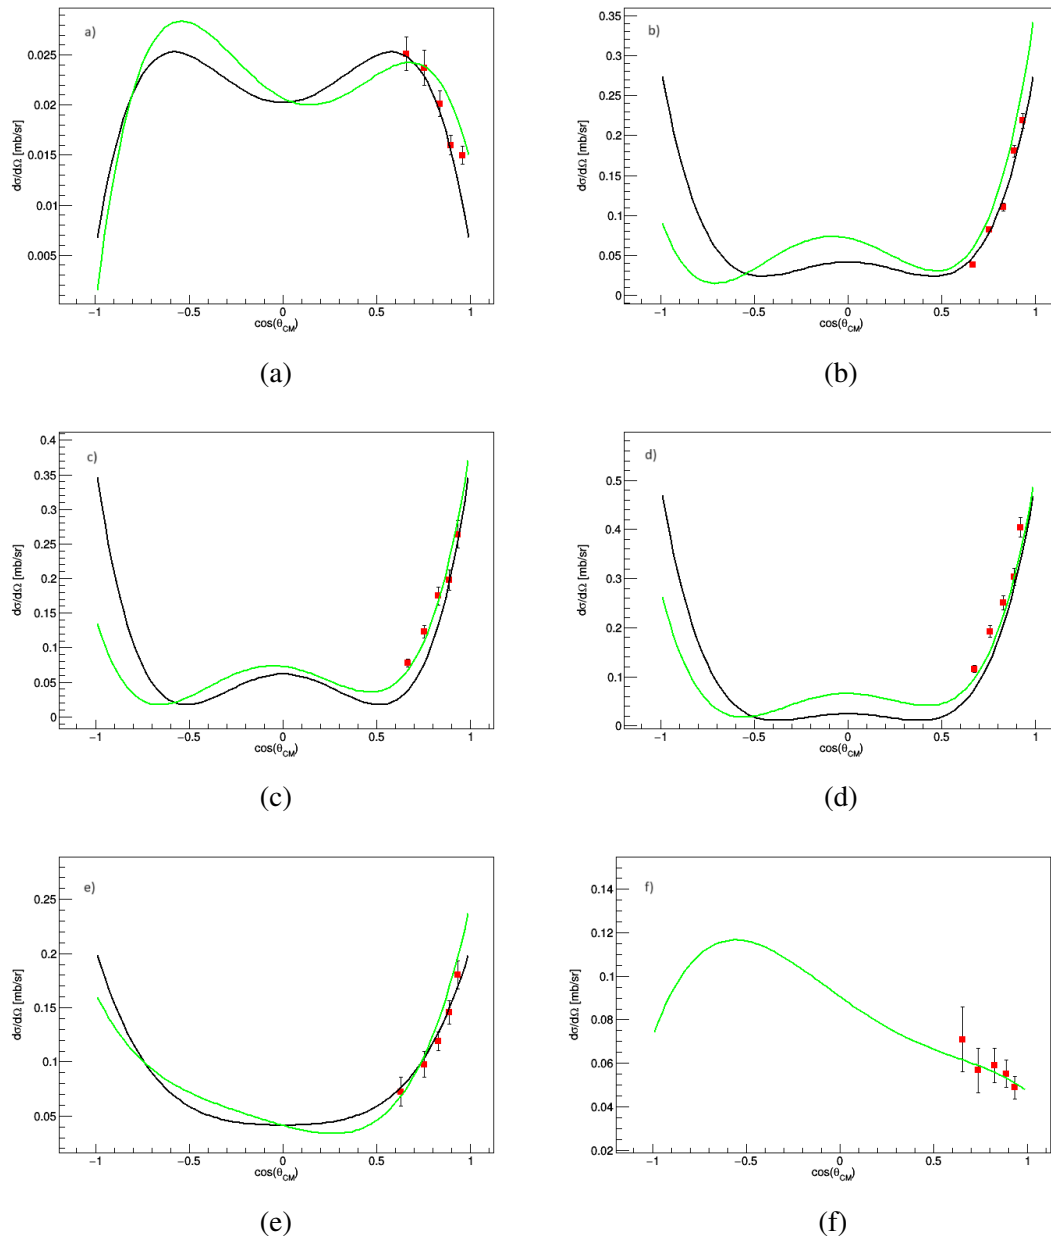 a)
dσ/dΩ [mb/sr]
0.025
0.02
0.015
0.01
0.005
−1 −0.5 0 0.5 1
cos(θCM)
(a)
b)
dσ/dΩ [mb/sr]
0.35
0.3
0.25
0.2
0.15
0.1
0.05
0
−1 −0.5 0 0.5 1
cos(θCM)
(b)
c)
dσ/dΩ [mb/sr]
0.4
0.35
0.3
0.25
0.2
0.15
0.1
0.05
0
−1 −0.5 0 0.5 1
cos(θCM)
(c)
d)
dσ/dΩ [mb/sr]
0.5
0.4
0.3
0.2
0.1
0
−1 −0.5 0 0.5 1
cos(θCM)
(d)
e)
dσ/dΩ [mb/sr]
0.25
0.2
0.15
0.1
0.05
−1 −0.5 0 0.5 1
cos(θCM)
(e)
f)
dσ/dΩ [mb/sr]
0.14
0.12
0.1
0.08
0.06
0.04
0.02
−1 −0.5 0 0.5 1
cos(θCM)
(f)